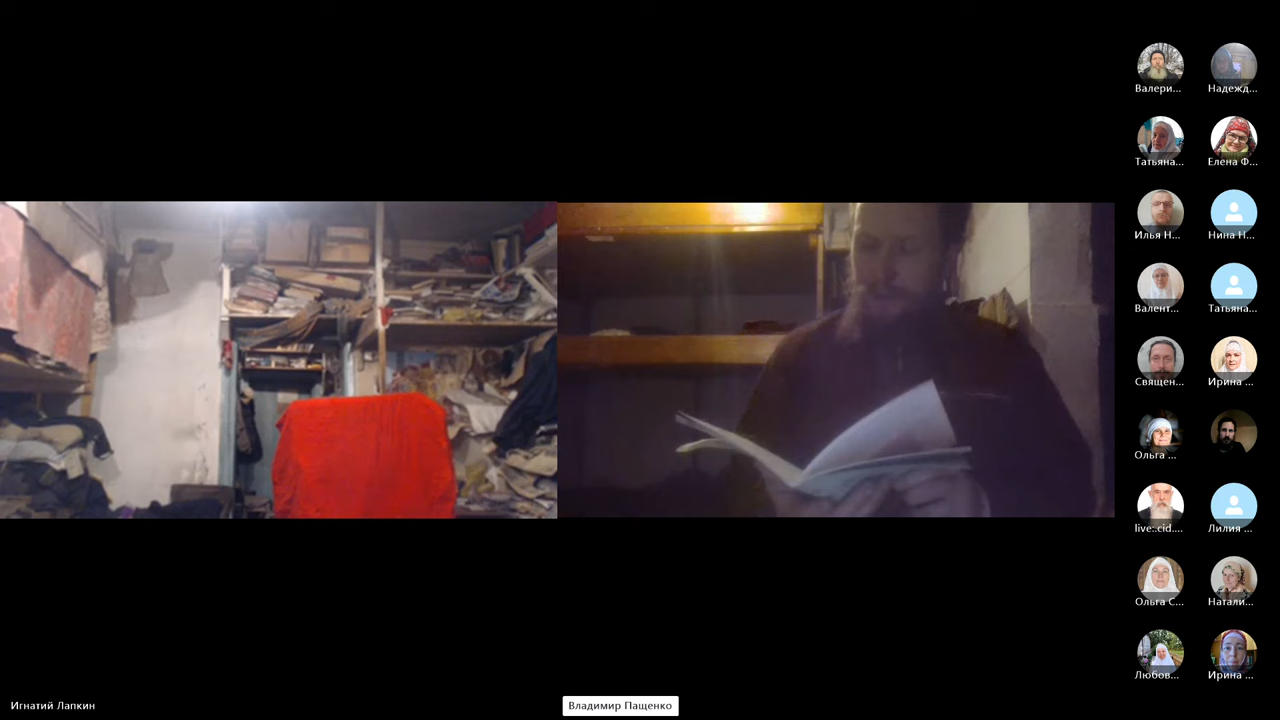 Валери...
Надежд...
Татьяна...
Елена Ф...
Илья Н...
Нина Н...
Валент...
Татьяна...
Священ...
Ирина ...
Ольга ...
live:.cid....
Лилия ...
Ольга С...
Натали...
Любов...
Ирина ...
Игнатий Лапкин
Владимир Пащенко